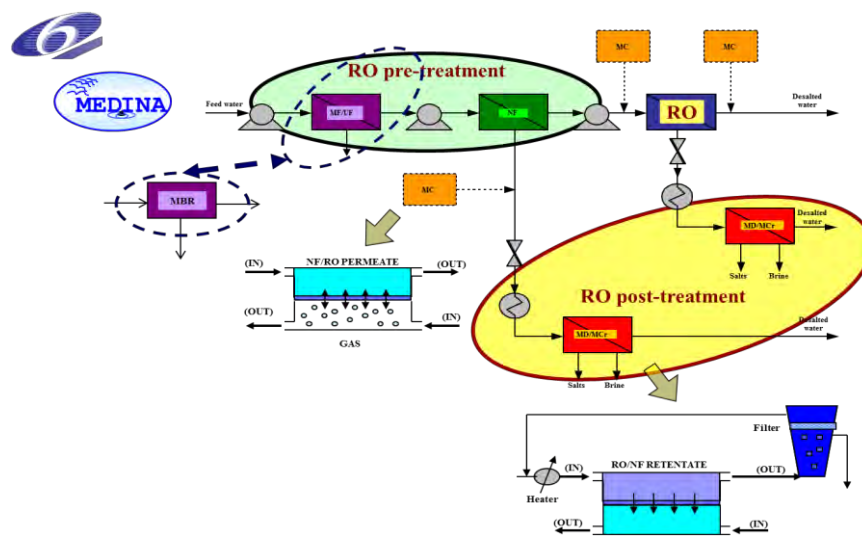 6
MEDINA
RO pre-treatment
MC
MC
Feed water
MF/UF
NF
RO
Desalted
water
MBR
MC
MD/MCr
Desalted
water
Salts
Brine
(IN)
NF/RO PERMEATE
(OUT)
(OUT)
(IN)
GAS
RO post-treatment
MD/MCr
Desalted
water
Salts
Brine
Filter
RO/NF RETENTATE
(IN)
(OUT)
Heater
(OUT)
(IN)